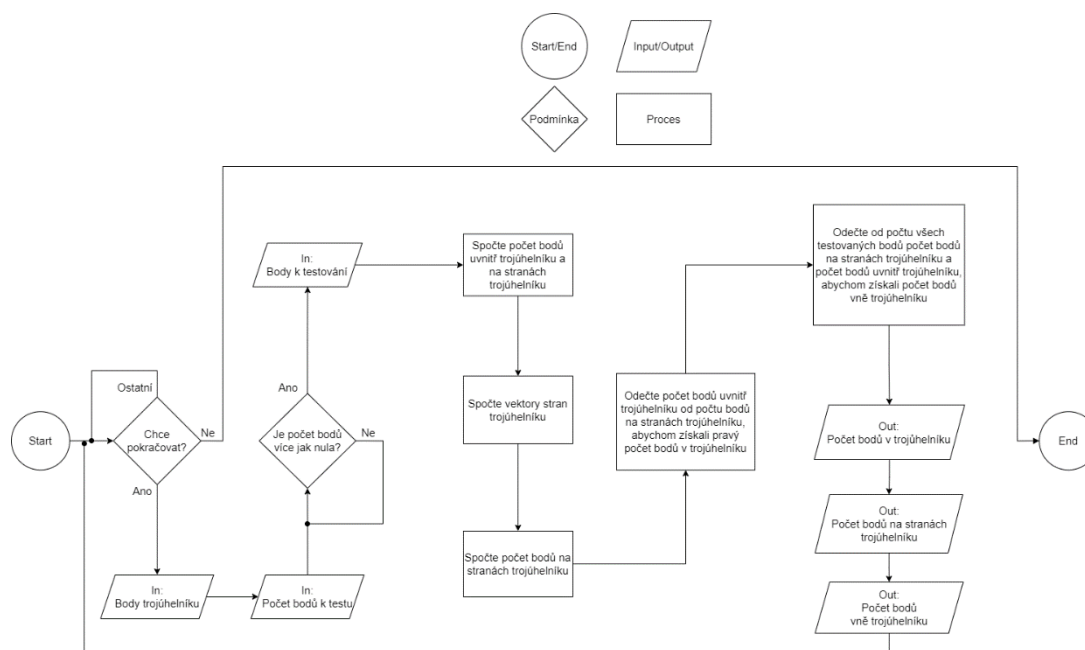 Start/End
Input/Output
Podmínka
Proces
Odečte od počtu všech
testovaných bodů počet bodů
na stranách trojúhelníku a
počet bodů uvnitř trojúhelníku,
abychom získali počet bodů
vně trojúhelníku
Spočte počet bodů
uvnitř trojúhelníku a
na stranách
trojúhelníku
In:
Body k testování
Ostatní
Ano
Spočte vektory stran
trojúhelníku
Odečte počet bodů uvnitř
trojúhelníku od počtu bodů
na stranách trojúhelníku,
abychom získali pravý
počet bodů v trojúhelníku
Start
Chce
pokračovat?
Ne
Je počet bodů
více jak nula?
Ne
Out:
Počet bodů v trojúhelníku
End
Ano
Out:
Počet bodů na stranách
trojúhelníku
Spočte počet bodů na
stranách trojúhelníku
In:
Body trojúhelníku
In:
Počet bodů k testu
Out:
Počet bodů
vně trojúhelníku